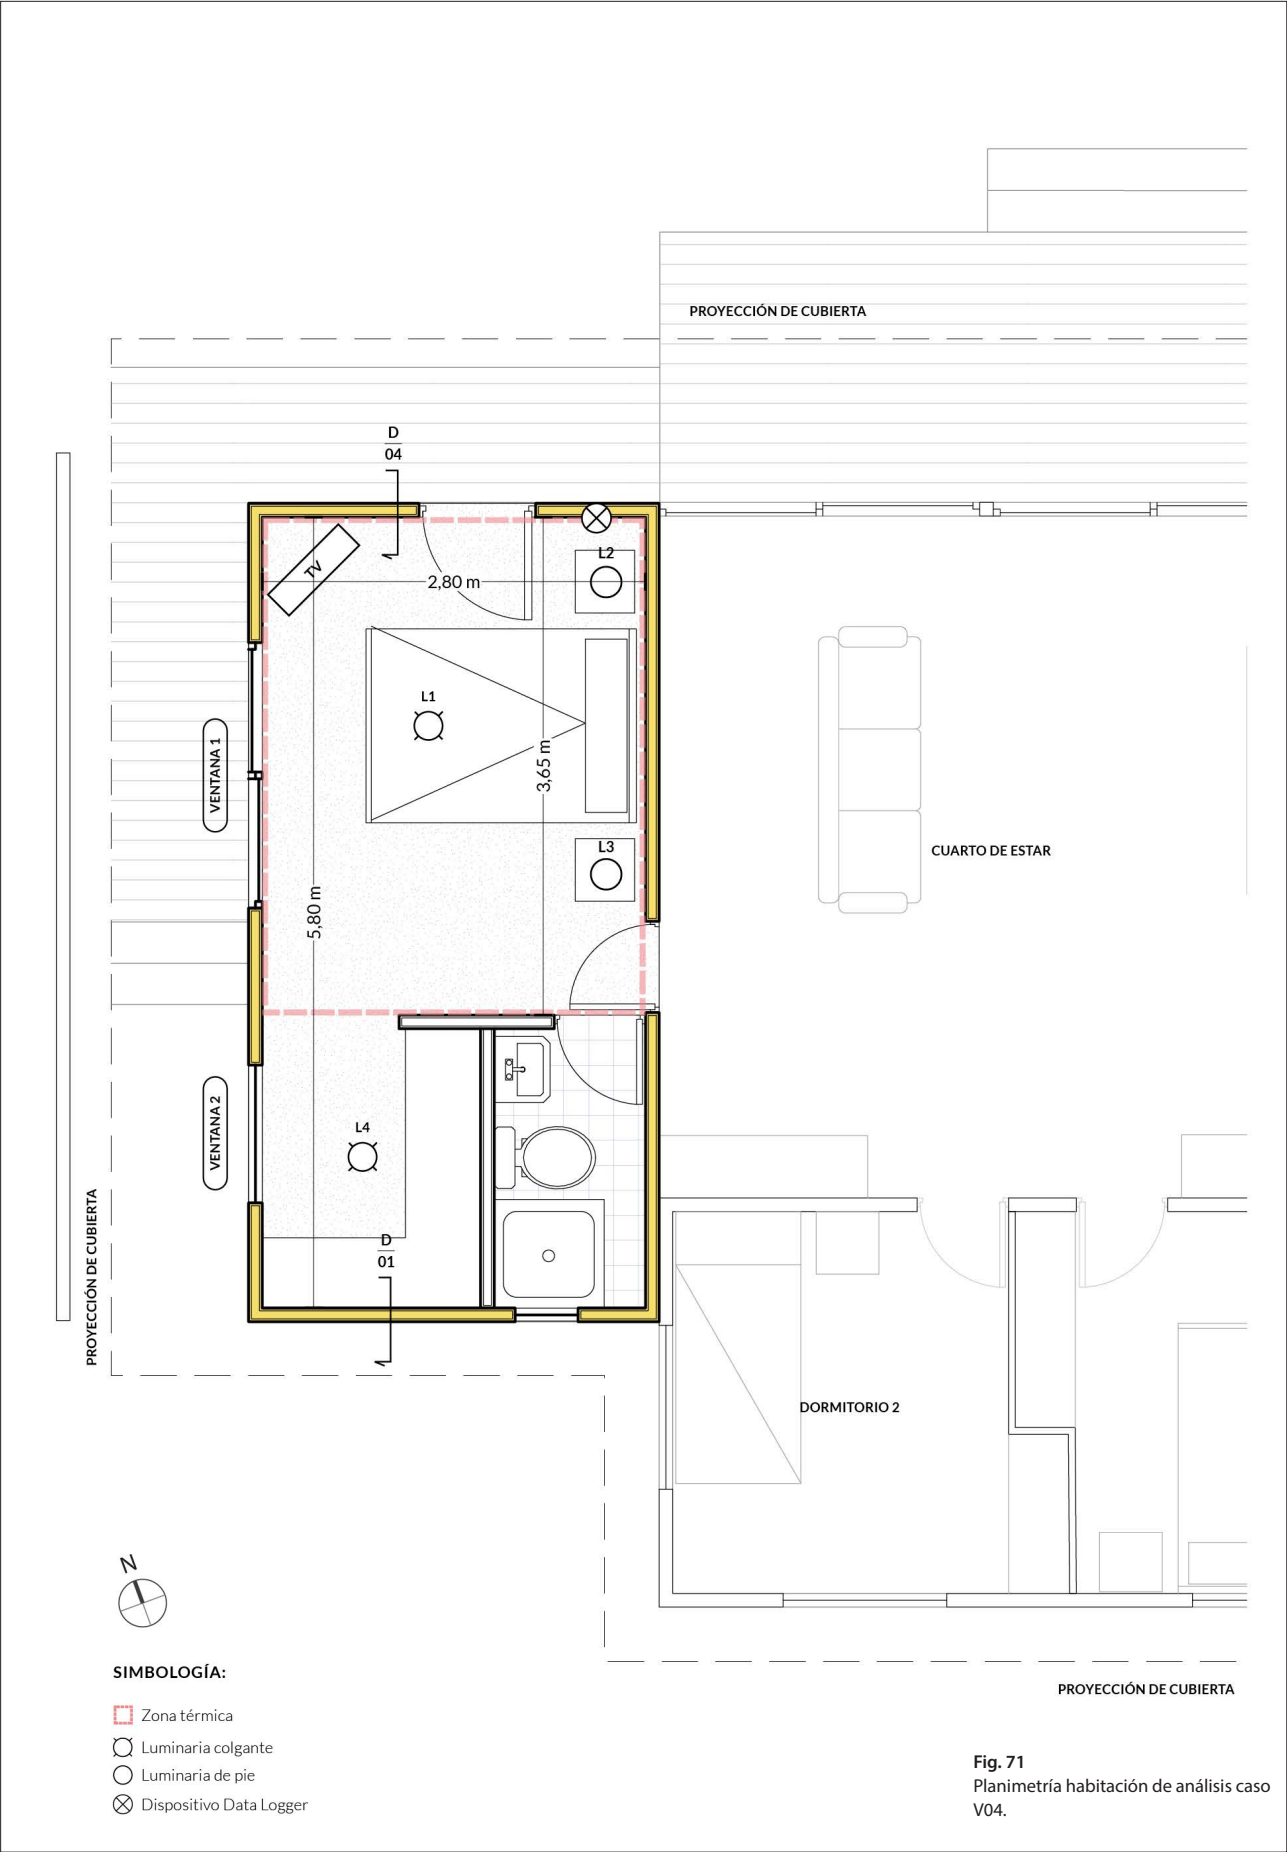 PROYECCIÓN DE CUBIERTA
D
04
L2
TV
2,80 m
L1
VENTANA 1
3,65 m
L3
CUARTO DE ESTAR
5,80 m
VENTANA 2
L4
PROYECCIÓN DE CUBIERTA
D
01
DORMITORIO 2
N
SIMBOLOGÍA:
Zona térmica
Luminaria colgante
Luminaria de pie
Dispositivo Data Logger
PROYECCIÓN DE CUBIERTA
Fig. 71
Planimetría habitación de análisis caso
V04.